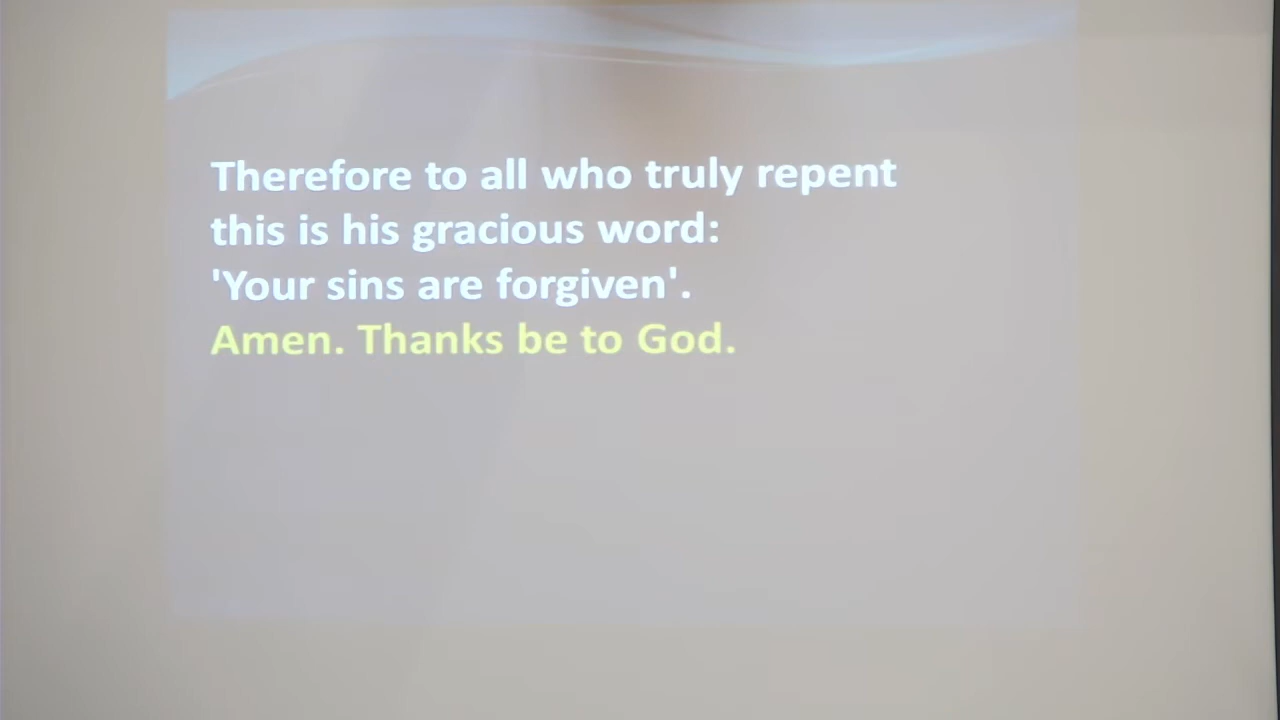 Therefore to all who truly repent
this is his gracious word:
'Your sins are forgiven'.
Amen. Thanks be to God.